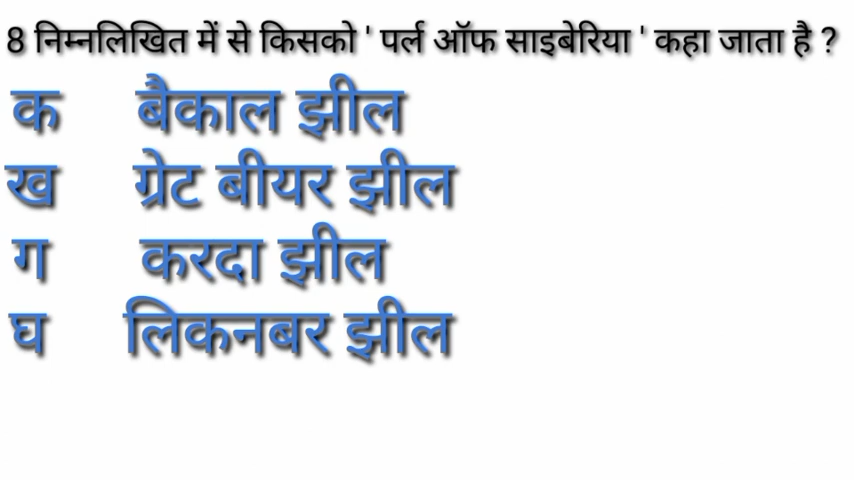 8 निम्नलिखित में से किसको ' पर्ल ऑफ साइबेरिया ' कहा जाता है ?
क बैकाल झील
ख ग्रेट बीयर झील
ग करदा झील
घ लिकनबर झील